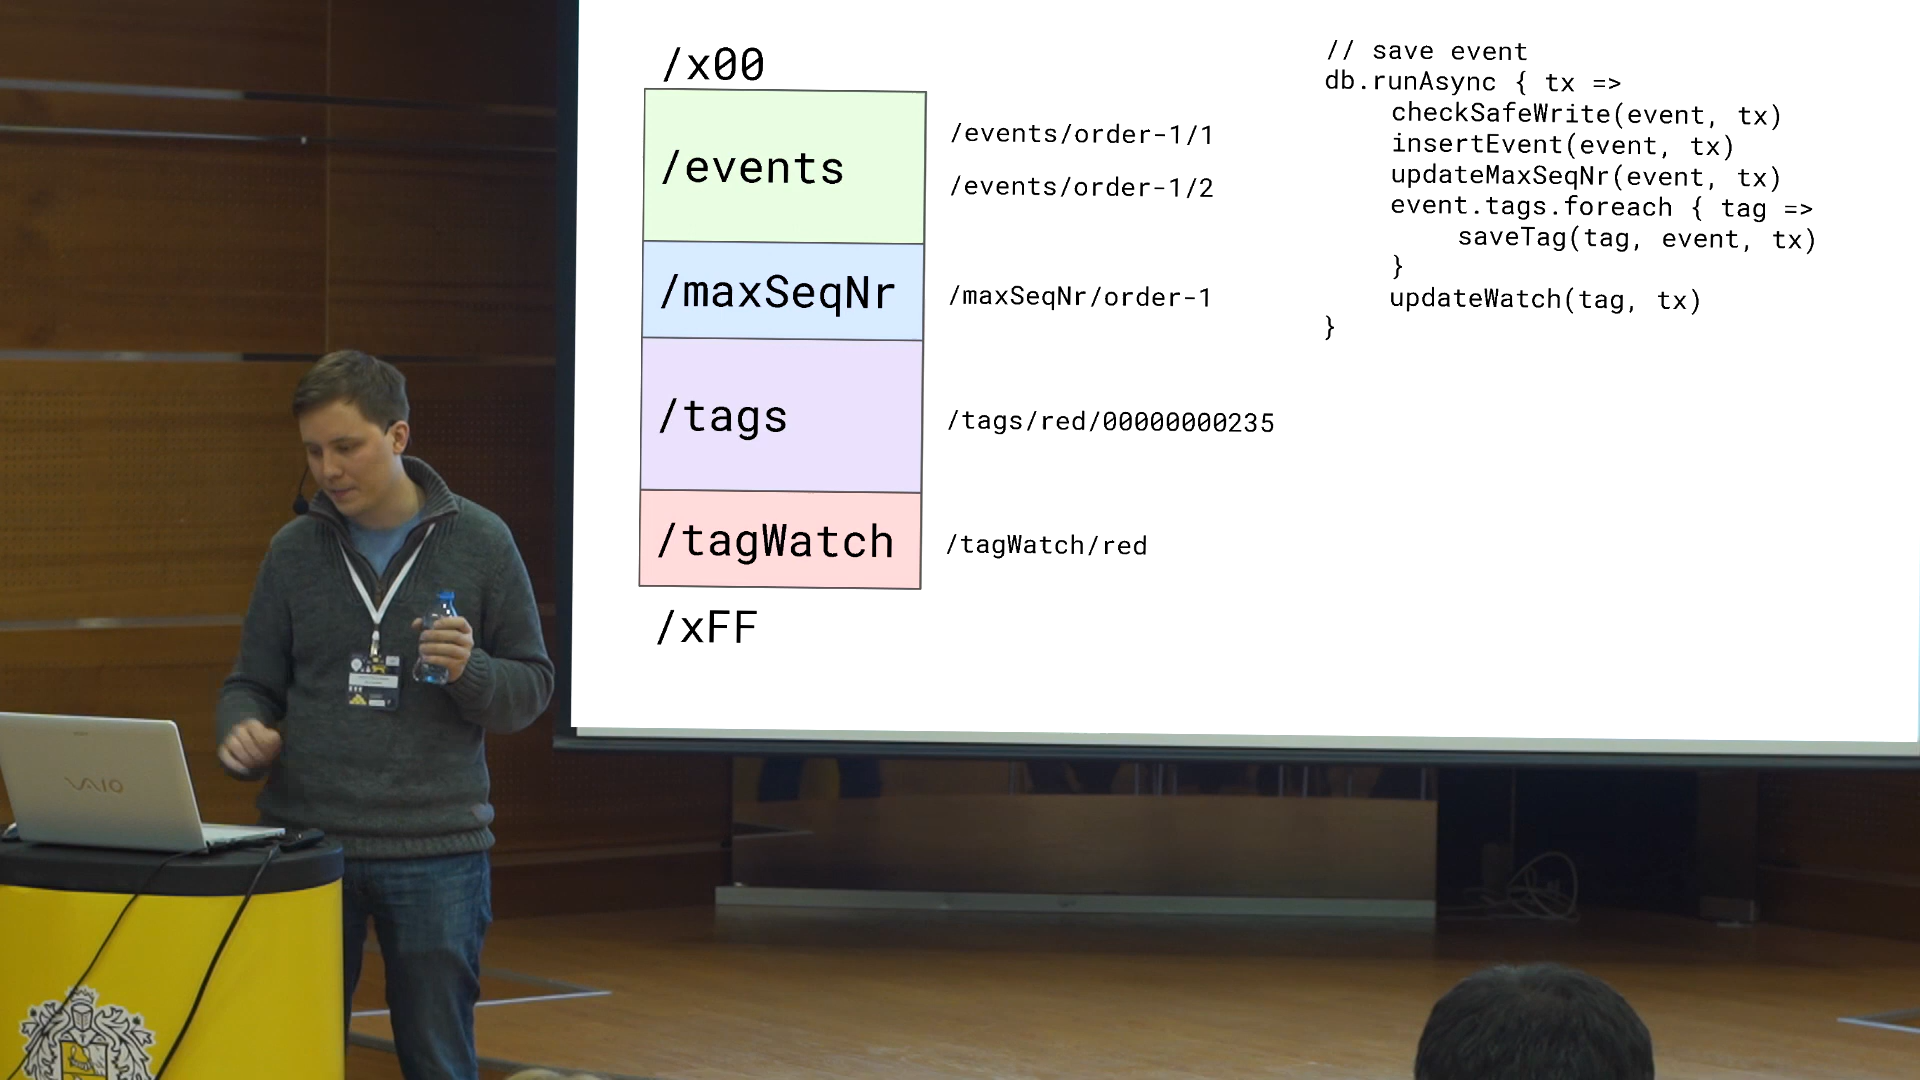 /x00
/events
/maxSeqNr
/tags
/tagWatch
/xFF
/events/order-1/1
/events/order-1/2
/maxSeqNr/order-1
/tags/red/00000000235
/tagWatch/red
// save event
db.runAsync { tx =>
checkSafeWrite(event, tx)
insertEvent(event, tx)
updateMaxSeqNr(event, tx)
event.tags.foreach { tag =>
saveTag(tag, event, tx)
}
updateWatch(tag, tx)
}
VAIO